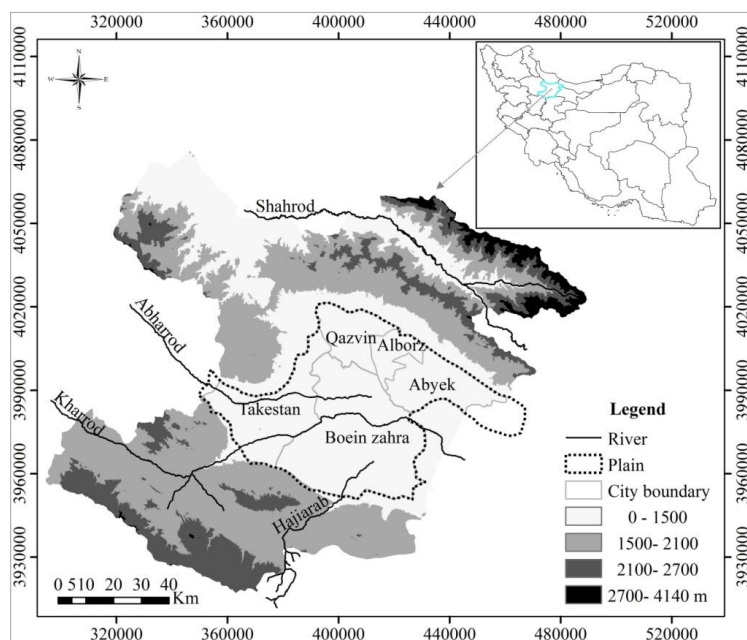 320000 360000 400000 440000 480000 520000
4110000
4080000
4050000
4020000
3990000
3960000
3930000
N
W E
S
Shahrod
Abharrod
Qazvin
Alborz
Abyek
Takestan
Kharrod
Boein zahra
Hajiarab
Legend
River
Plain
City boundary
0 - 1500
1500- 2100
2100 - 2700
2700- 4140 m
0 5 10 20 30 40
Km
4110000
4080000
4050000
4020000
3990000
3960000
3930000
320000 360000 400000 440000 480000 520000